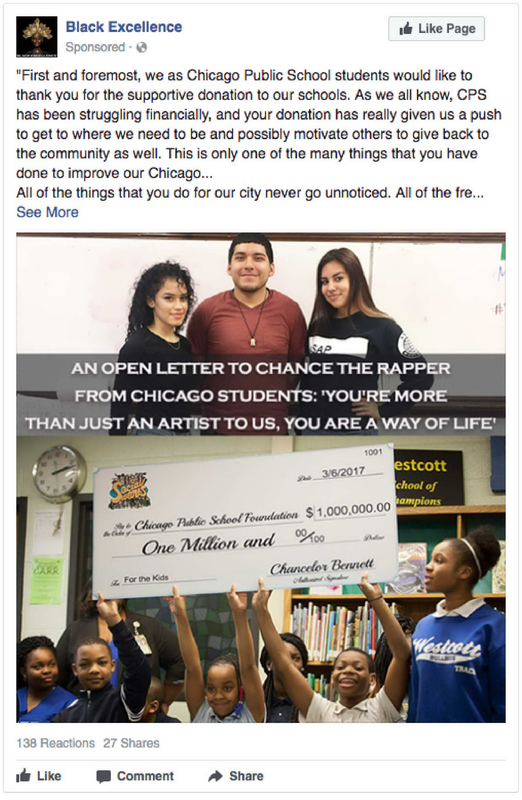 Black Excellence
Sponsored ·
Like Page
"First and foremost, we as Chicago Public School students would like to
thank you for the supportive donation to our schools. As we all know, CPS
has been struggling financially, and your donation has really given us a push
to get to where we need to be and possibly motivate others to give back to
the community as well. This is only one of the many things that you have
done to improve our Chicago...
All of the things that you do for our city never go unnoticed. All of the fre...
See More
SAP
AN OPEN LETTER TO CHANCE THE RAPPER
FROM CHICAGO STUDENTS: 'YOU'RE MORE
THAN JUST AN ARTIST TO US, YOU ARE A WAY OF LIFE'
1001
Date 3/6/2017
estcott
chool of
ampions
Social
Pay to
the Order of Chicago Public School Foundation $ 1,000,000.00
One Million and 00/100 Dollars
For the Kids
Chancelor Bennett
Authorized Signature
Westcott
BULLDOGS
TRACK
138 Reactions 27 Shares
Like Comment Share